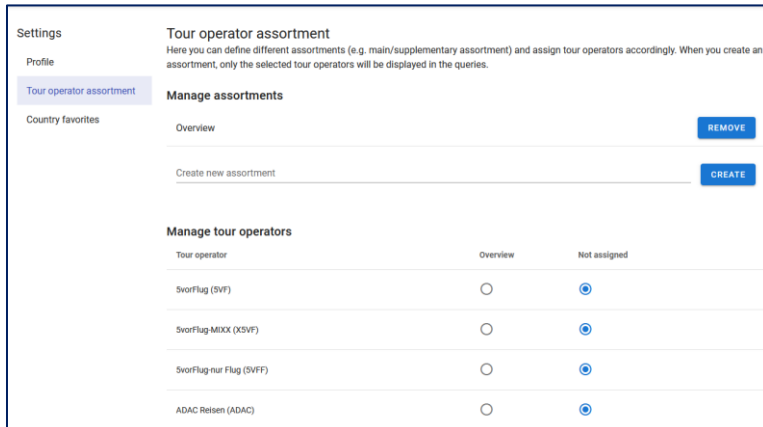 Settings
Profile
Tour operator assortment
Country favorites
Tour operator assortment
Here you can define different assortments (e.g. main/supplementary assortment) and assign tour operators accordingly. When you create an
assortment, only the selected tour operators will be displayed in the queries.
Manage assortments
Overview REMOVE
Create new assortment CREATE
Manage tour operators
Tour operator Overview Not assigned
5vorFlug (5VF)
5vorFlug-MIXX (X5VF)
5vorFlug-nur Flug (5VFF)
ADAC Reisen (ADAC)